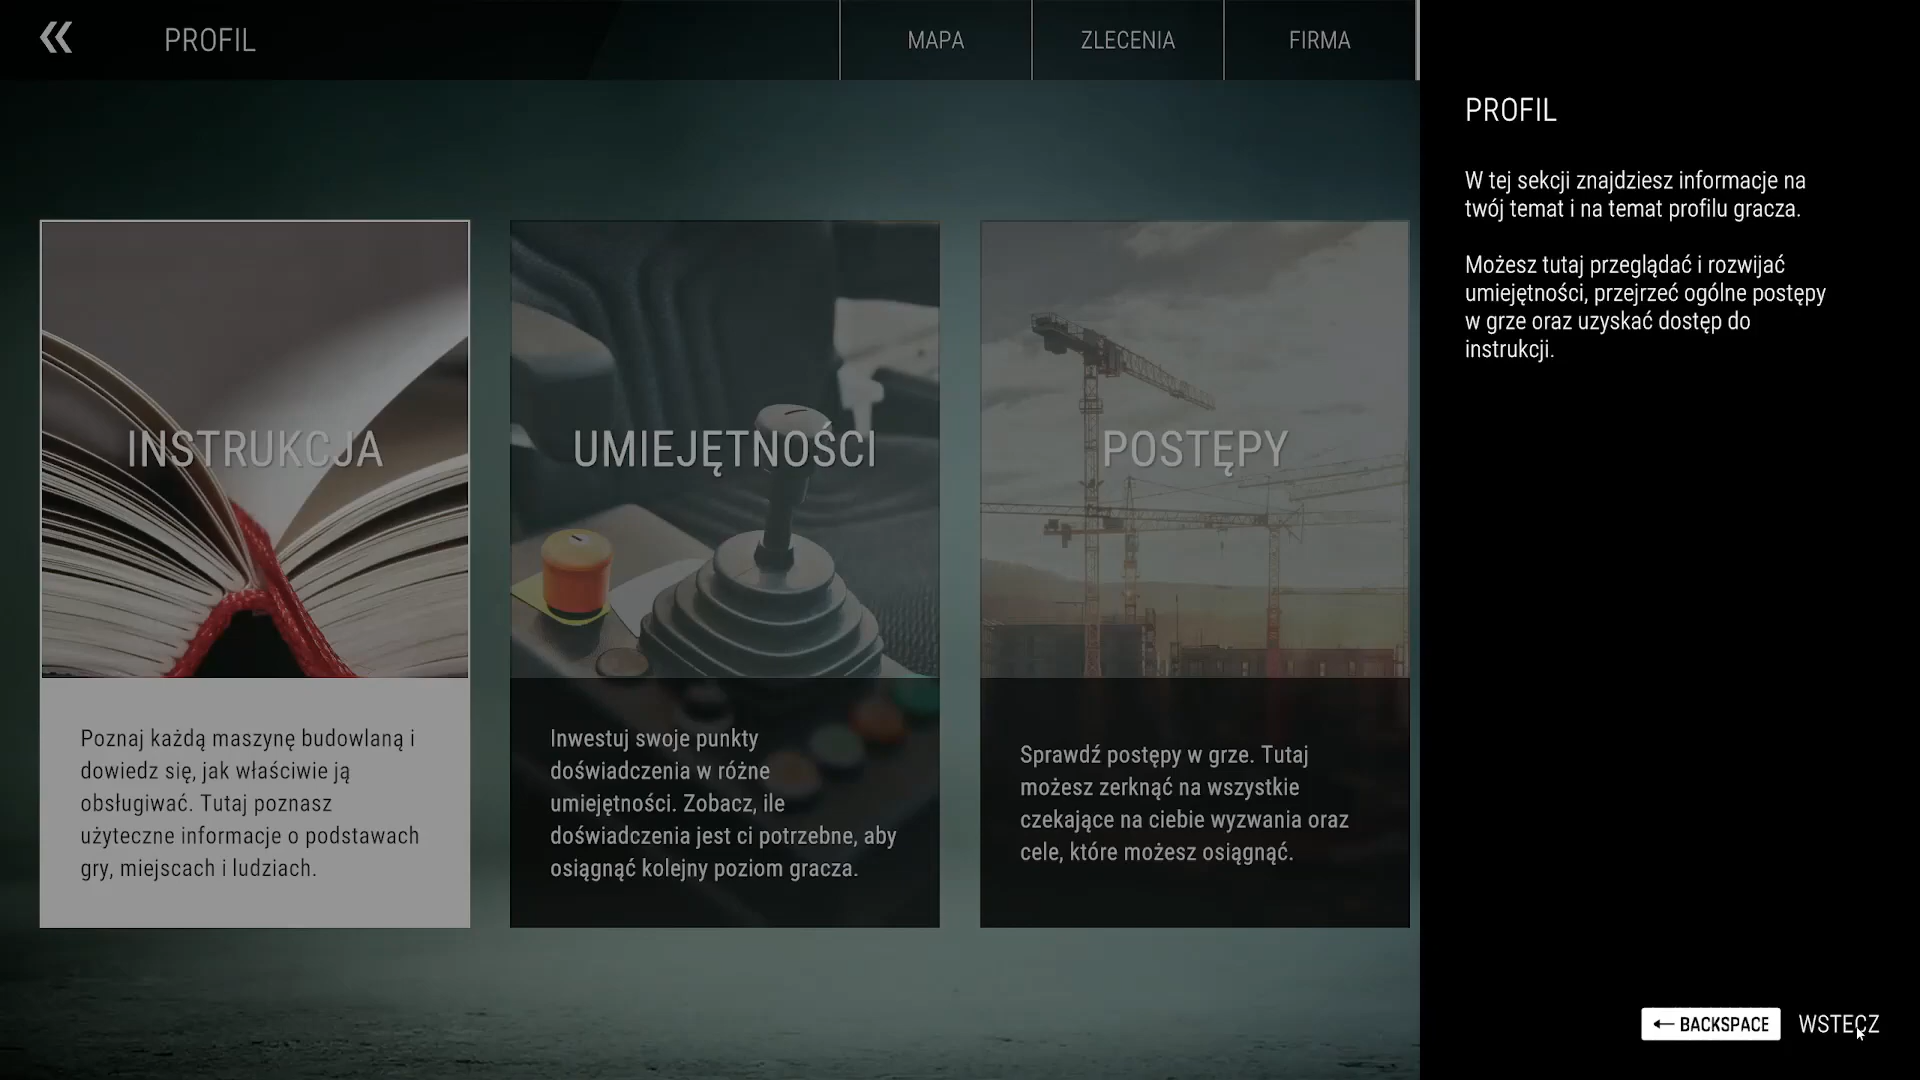 PROFIL
MAPA
ZLECENIA
FIRMA
INSTRUKCJA
Poznaj każdą maszynę budowlaną i
dowiedz się, jak właściwie ją
obsługiwać. Tutaj poznasz
użyteczne informacje o podstawach
gry, miejscach i ludziach.
UMIEJĘTNOŚCI
Inwestuj swoje punkty
doświadczenia w różne
umiejętności. Zobacz, ile
doświadczenia jest ci potrzebne, aby
osiągnąć kolejny poziom gracza.
POSTĘPY
Sprawdź postępy w grze. Tutaj
możesz zerknąć na wszystkie
czekające na ciebie wyzwania oraz
cele, które możesz osiągnąć.
PROFIL
W tej sekcji znajdziesz informacje na
twój temat i na temat profilu gracza.
Możesz tutaj przeglądać i rozwijać
umiejętności, przejrzeć ogólne postępy
w grze oraz uzyskać dostęp do
instrukcji.
← BACKSPACE WSTECZ